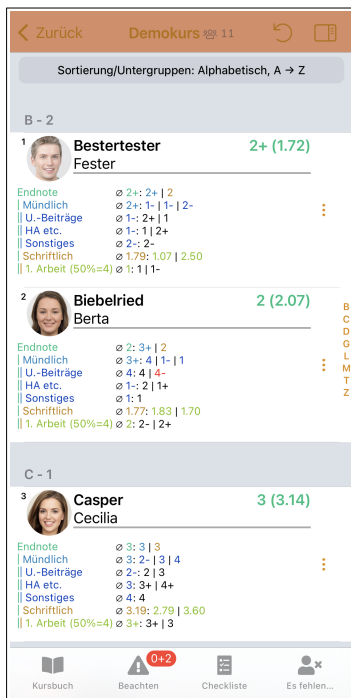 Zurück Demokurs 11
Sortierung/Untergruppen: Alphabetisch, A → Z
B - 2
1 Bestertester 2+ (1.72)
Fester
Endnote ⌀ 2+: 2+ | 2
| Mündlich ⌀ 2+: 1- | 1- | 2-
|| U.-Beiträge ⌀ 1-: 2+ | 1
|| HA etc. ⌀ 1-: 1 | 2+
|| Sonstiges ⌀ 2-: 2-
| Schriftlich ⌀ 1.79: 1.07 | 2.50
|| 1. Arbeit (50%=4) ⌀ 1: 1 | 1-
2 Biebelried 2 (2.07)
Berta
Endnote ⌀ 2: 3+ | 2
| Mündlich ⌀ 3+: 4 | 1- | 1
|| U.-Beiträge ⌀ 4: 4 | 4-
|| HA etc. ⌀ 1-: 2 | 1+
|| Sonstiges ⌀ 1: 1
| Schriftlich ⌀ 1.77: 1.83 | 1.70
|| 1. Arbeit (50%=4) ⌀ 2: 2- | 2+
B
C
D
G
L
M
T
Z
C - 1
3 Casper 3 (3.14)
Cecilia
Endnote ⌀ 3: 3 | 3
| Mündlich ⌀ 3: 2- | 3 | 4
|| U.-Beiträge ⌀ 2-: 2 | 3
|| HA etc. ⌀ 3: 3+ | 4+
|| Sonstiges ⌀ 4: 4
| Schriftlich ⌀ 3.19: 2.79 | 3.60
|| 1. Arbeit (50%=4) ⌀ 3+: 3+ | 3
0+2
Kursbuch Beachten Checkliste Es fehlen...